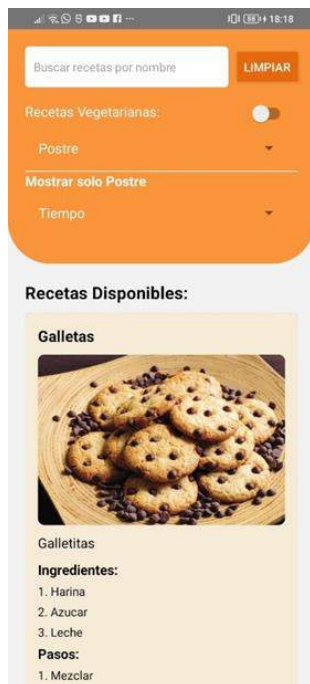 18:18
Buscar recetas por nombre
LIMPIAR
Recetas Vegetarianas:
Postre
Mostrar solo Postre
Tiempo
Recetas Disponibles:
Galletas
Galletitas
Ingredientes:
1. Harina
2. Azucar
3. Leche
Pasos:
1. Mezclar